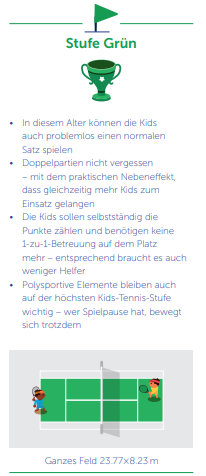 Stufe Grün
• In diesem Alter können die Kids
auch problemlos einen normalen
Satz spielen
• Doppelpartien nicht vergessen
– mit dem praktischen Nebeneffekt,
dass gleichzeitig mehr Kids zum
Einsatz gelangen
• Die Kids sollen selbstständig die
Punkte zählen und benötigen keine
1-zu-1-Betreuung auf dem Platz
mehr – entsprechend braucht es auch
weniger Helfer
• Polysportive Elemente bleiben auch
auf der höchsten Kids-Tennis-Stufe
wichtig – wer Spielpause hat, bewegt
sich trotzdem
Ganzes Feld 23.77×8.23 m